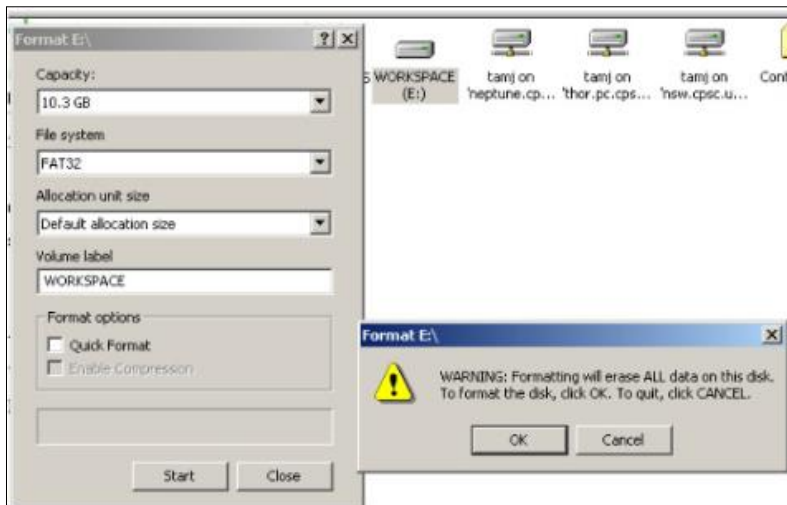 Format E:\
Capacity:
10.3 GB
File system
FAT32
Allocation unit size
Default allocation size
Volume label
WORKSPACE
Format options
Quick Format
Enable Compression
Start
Close
WORKSPACE
(E:)
tamj on
'neptune.cp...
tamj on
'thor.pc.cps...
tamj on
'nsw.cpsc.u...
Format E:\
WARNING: Formatting will erase ALL data on this disk.
To format the disk, click OK. To quit, click CANCEL.
OK
Cancel